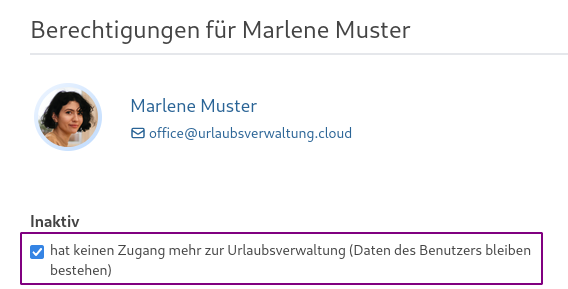 Berechtigungen für Marlene Muster
Marlene Muster
office@urlaubsverwaltung.cloud
Inaktiv
hat keinen Zugang mehr zur Urlaubsverwaltung (Daten des Benutzers bleiben
bestehen)